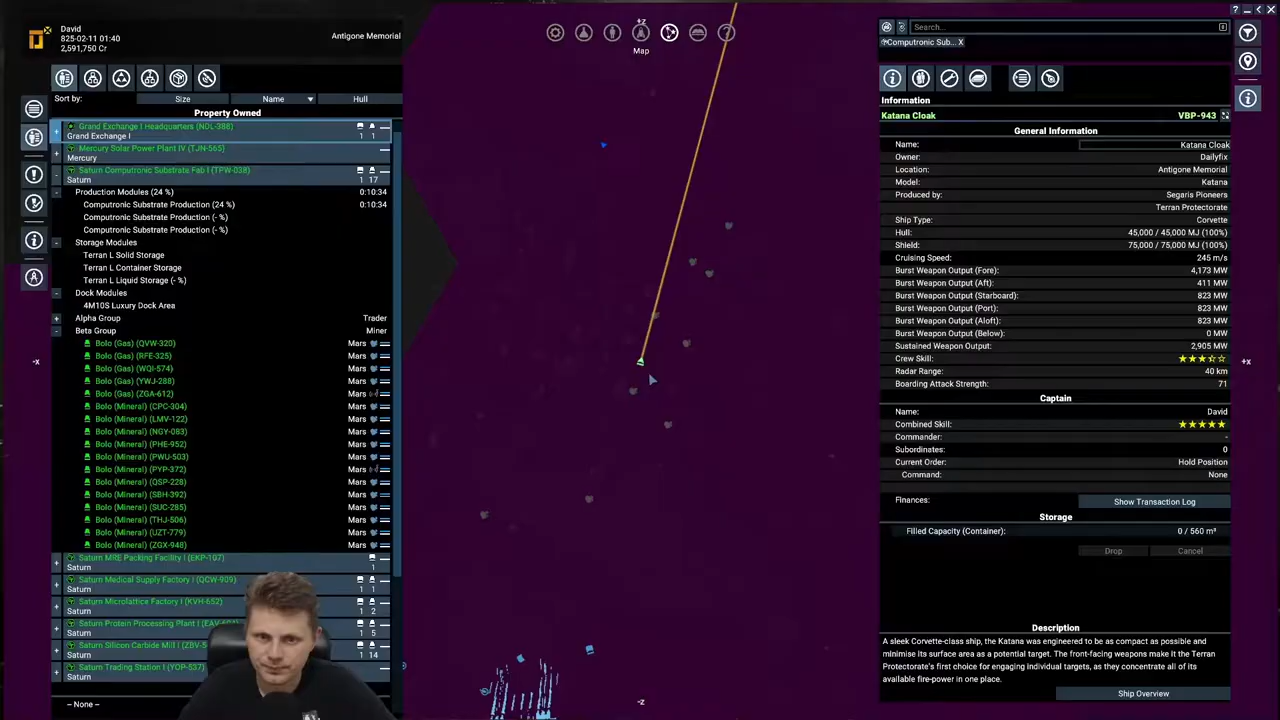 David
825-02-11 01:40
2,591,750 Cr
Antigone Memorial
Sort by:
Size
Name
Hull
Property Owned
+ Grand Exchange I Headquarters (NOL-388)
Grand Exchange I 1 1
+ Mercury Solar Power Plant IV (TJN-565)
Mercury
- Saturn Computronic Substrate Fab I (TPW-038)
Saturn 1 17
- Production Modules (24 %) 0:10:34
Computronic Substrate Production (24 %) 0:10:34
Computronic Substrate Production (- %)
Computronic Substrate Production (- %)
- Storage Modules
Terran L Solid Storage
Terran L Container Storage
Terran L Liquid Storage (- %)
- Dock Modules
4M10S Luxury Dock Area
+ Alpha Group Trader
- Beta Group Miner
Bolo (Gas) (QVW-320) Mars
Bolo (Gas) (RFE-325) Mars
Bolo (Gas) (WQI-574) Mars
Bolo (Gas) (YWJ-288) Mars
Bolo (Gas) (ZGA-612) Mars
Bolo (Mineral) (CPC-304) Mars
Bolo (Mineral) (LMV-122) Mars
Bolo (Mineral) (NGY-083) Mars
Bolo (Mineral) (PHE-952) Mars
Bolo (Mineral) (PWU-503) Mars
Bolo (Mineral) (PYP-372) Mars
Bolo (Mineral) (QSP-228) Mars
Bolo (Mineral) (SBH-392) Mars
Bolo (Mineral) (SUC-285) Mars
Bolo (Mineral) (THJ-506) Mars
Bolo (Mineral) (UZT-779) Mars
Bolo (Mineral) (ZGX-948) Mars
+ Saturn MRE Packing Facility I (EKP-107)
Saturn 1
+ Saturn Medical Supply Factory I (QCW-909)
Saturn 1 1
+ Saturn Microlattice Factory I (KVH-652)
Saturn 1 2
+ Saturn Protein Processing Plant I
Saturn 1 5
+ Saturn Silicon Carbide Mill I
Saturn 1 14
+ Saturn Trading Station I (YOP-537)
Saturn
-- None --
+z
Map
-x
+x
-z
?
Search...
Computronic Sub... X
Information
Katana Cloak VBP-943
General Information
Name: Katana Cloak
Owner: Dailyfix
Location: Antigone Memorial
Model: Katana
Produced by: Segaris Pioneers
Terran Protectorate
Ship Type: Corvette
Hull: 45,000 / 45,000 MJ (100%)
Shield: 75,000 / 75,000 MJ (100%)
Cruising Speed: 245 m/s
Burst Weapon Output (Fore): 4,173 MW
Burst Weapon Output (Aft): 411 MW
Burst Weapon Output (Starboard): 823 MW
Burst Weapon Output (Port): 823 MW
Burst Weapon Output (Aloft): 823 MW
Burst Weapon Output (Below): 0 MW
Sustained Weapon Output: 2,905 MW
Crew Skill:
Radar Range: 40 km
Boarding Attack Strength: 71
Captain
Name: David
Combined Skill:
Commander: -
Subordinates: 0
Current Order: Hold Position
Command: None
Finances: Show Transaction Log
Storage
Filled Capacity (Container): 0 / 560 m³
Drop Cancel
Description
A sleek Corvette-class ship, the Katana was engineered to be as compact as possible and
minimise its surface area as a potential target. The front-facing weapons make it the Terran
Protectorate's first choice for engaging individual targets, as they concentrate all of its
available fire-power in one place.
Ship Overview